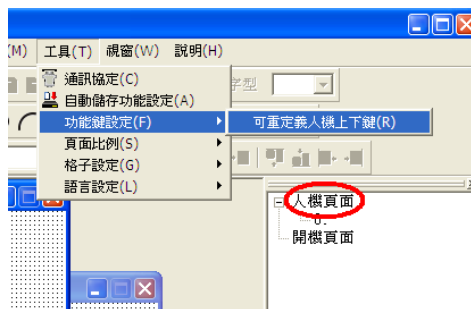 (M) 工具(T) 視窗(W) 說明(H)
通訊協定(C)
字型
自動儲存功能設定(A)
功能鍵設定(F)
可重定義人機上下鍵(R)
頁面比例(S)
格子設定(G)
語言設定(L)
人機頁面
0.
開機頁面